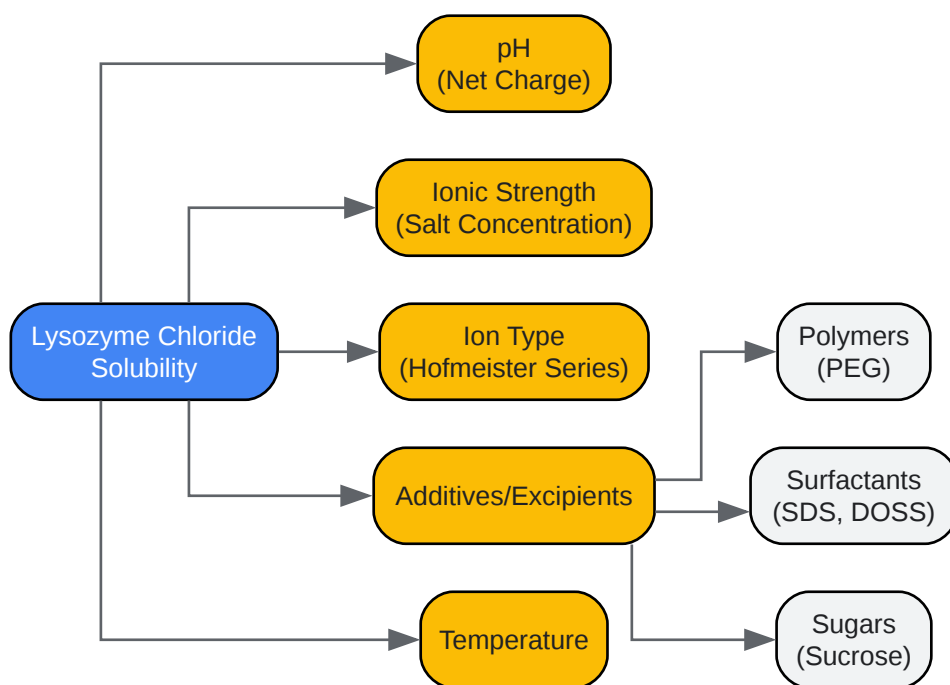 pH
(Net Charge)
Ionic Strength
(Salt Concentration)
Lysozyme Chloride
Solubility
Ion Type
(Hofmeister Series)
Polymers
(PEG)
Additives/Excipients
Surfactants
(SDS, DOSS)
Temperature
Sugars
(Sucrose)